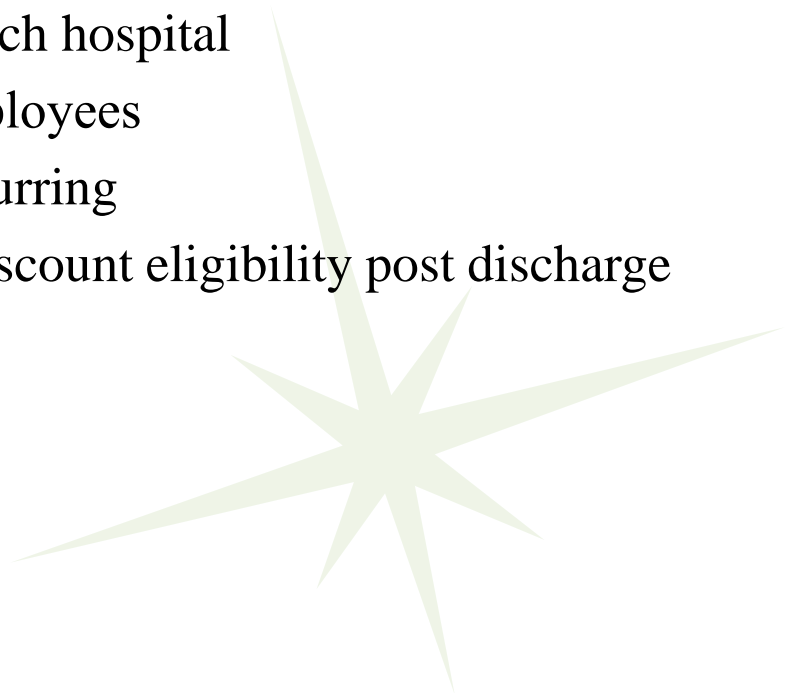 ch hospital
ployees
urring
scount eligibility post discharge